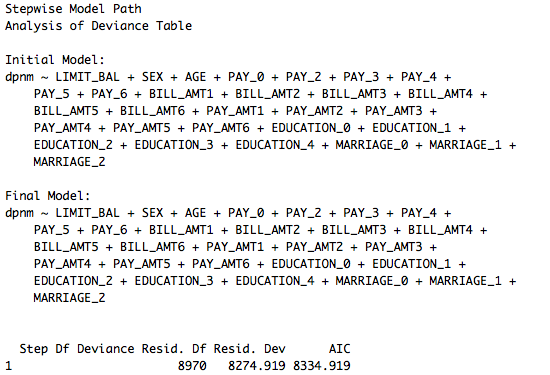 Stepwise Model Path
Analysis of Deviance Table
Initial Model:
dpnm ~ LIMIT_BAL + SEX + AGE + PAY_0 + PAY_2 + PAY_3 + PAY_4 +
PAY_5 + PAY_6 + BILL_AMT1 + BILL_AMT2 + BILL_AMT3 + BILL_AMT4 +
BILL_AMT5 + BILL_AMT6 + PAY_AMT1 + PAY_AMT2 + PAY_AMT3 +
PAY_AMT4 + PAY_AMT5 + PAY_AMT6 + EDUCATION_0 + EDUCATION_1 +
EDUCATION_2 + EDUCATION_3 + EDUCATION_4 + MARRIAGE_0 + MARRIAGE_1 +
MARRIAGE_2
Final Model:
dpnm ~ LIMIT_BAL + SEX + AGE + PAY_0 + PAY_2 + PAY_3 + PAY_4 +
PAY_5 + PAY_6 + BILL_AMT1 + BILL_AMT2 + BILL_AMT3 + BILL_AMT4 +
BILL_AMT5 + BILL_AMT6 + PAY_AMT1 + PAY_AMT2 + PAY_AMT3 +
PAY_AMT4 + PAY_AMT5 + PAY_AMT6 + EDUCATION_0 + EDUCATION_1 +
EDUCATION_2 + EDUCATION_3 + EDUCATION_4 + MARRIAGE_0 + MARRIAGE_1 +
MARRIAGE_2
Step Df Deviance Resid. Df Resid. Dev AIC
1 8970 8274.919 8334.919